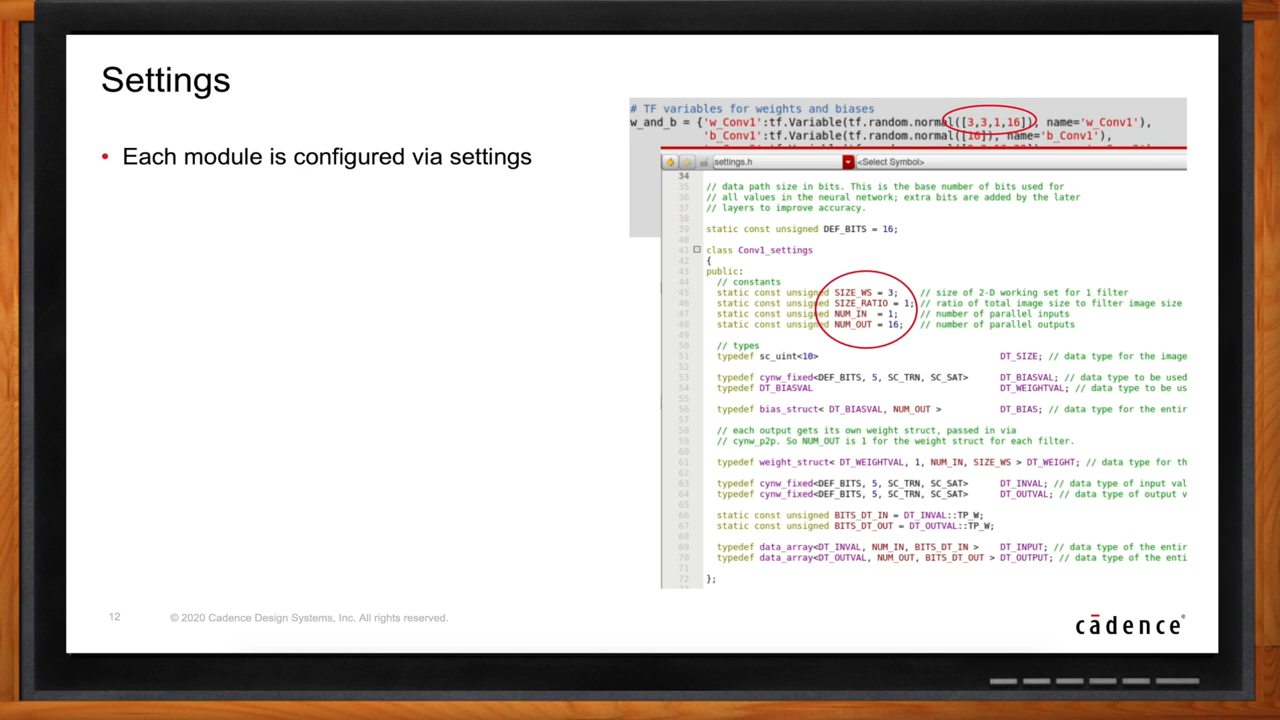 Settings
• Each module is configured via settings
# TF variables for weights and biases
w_and_b = {'w_Conv1':tf.Variable(tf.random.normal([3,3,1,16]), name='w_Conv1'),
'b_Conv1':tf.Variable(tf.random.normal([16]), name='b_Conv1'),
settings.h
<Select Symbol>
34
35 // data path size in bits. This is the base number of bits used for
36 // all values in the neural network; extra bits are added by the later
37 // layers to improve accuracy.
38
39 static const unsigned DEF_BITS = 16;
40
41 class Conv1_settings
42 {
43 public:
44 // constants
45 static const unsigned SIZE_WS = 3; // size of 2-D working set for 1 filter
46 static const unsigned SIZE_RATIO = 1; // ratio of total image size to filter image size
47 static const unsigned NUM_IN = 1; // number of parallel inputs
48 static const unsigned NUM_OUT = 16; // number of parallel outputs
49
50 // types
51 typedef sc_uint<10> DT_SIZE; // data type for the image
52
53 typedef cynw_fixed<DEF_BITS, 5, SC_TRN, SC_SAT> DT_BIASVAL; // data type to be used
54 typedef DT_BIASVAL DT_WEIGHTVAL; // data type to be us
55
56 typedef bias_struct< DT_BIASVAL, NUM_OUT > DT_BIAS; // data type for the entir
57
58 // each output gets its own weight struct, passed in via
59 // cynw_p2p. So NUM_OUT is 1 for the weight struct for each filter.
60
61 typedef weight_struct< DT_WEIGHTVAL, 1, NUM_IN, SIZE_WS > DT_WEIGHT; // data type for th
62
63 typedef cynw_fixed<DEF_BITS, 5, SC_TRN, SC_SAT> DT_INVAL; // data type of input val
64 typedef cynw_fixed<DEF_BITS, 5, SC_TRN, SC_SAT> DT_OUTVAL; // data type of output v
65
66 static const unsigned BITS_DT_IN = DT_INVAL::TP_W;
67 static const unsigned BITS_DT_OUT = DT_OUTVAL::TP_W;
68
69 typedef data_array<DT_INVAL, NUM_IN, BITS_DT_IN > DT_INPUT; // data type of the entir
70 typedef data_array<DT_OUTVAL, NUM_OUT, BITS_DT_OUT > DT_OUTPUT; // data type of the enti
71
72 };
12
© 2020 Cadence Design Systems, Inc. All rights reserved.
cādence®